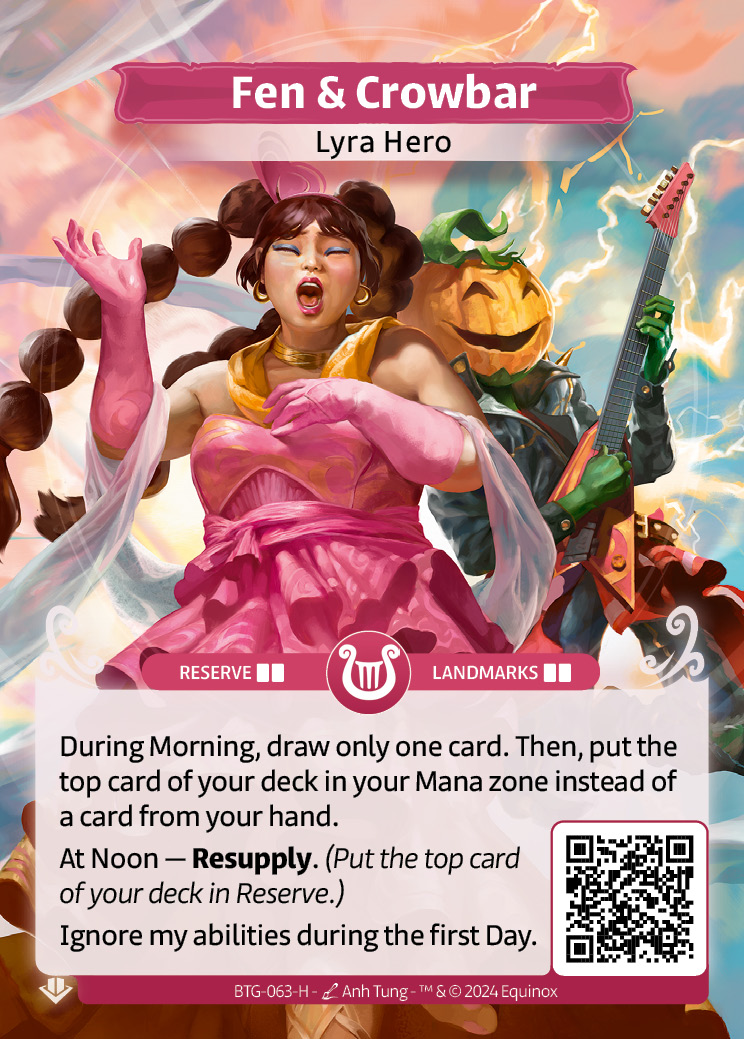 Fen & Crowbar
Lyra Hero
RESERVE
LANDMARKS
During Morning, draw only one card. Then, put the
top card of your deck in your Mana zone instead of
a card from your hand.
At Noon — Resupply. (Put the top card
of your deck in Reserve.)
Ignore my abilities during the first Day.
BTG-063-H - Anh Tung - ™ & © 2024 Equinox